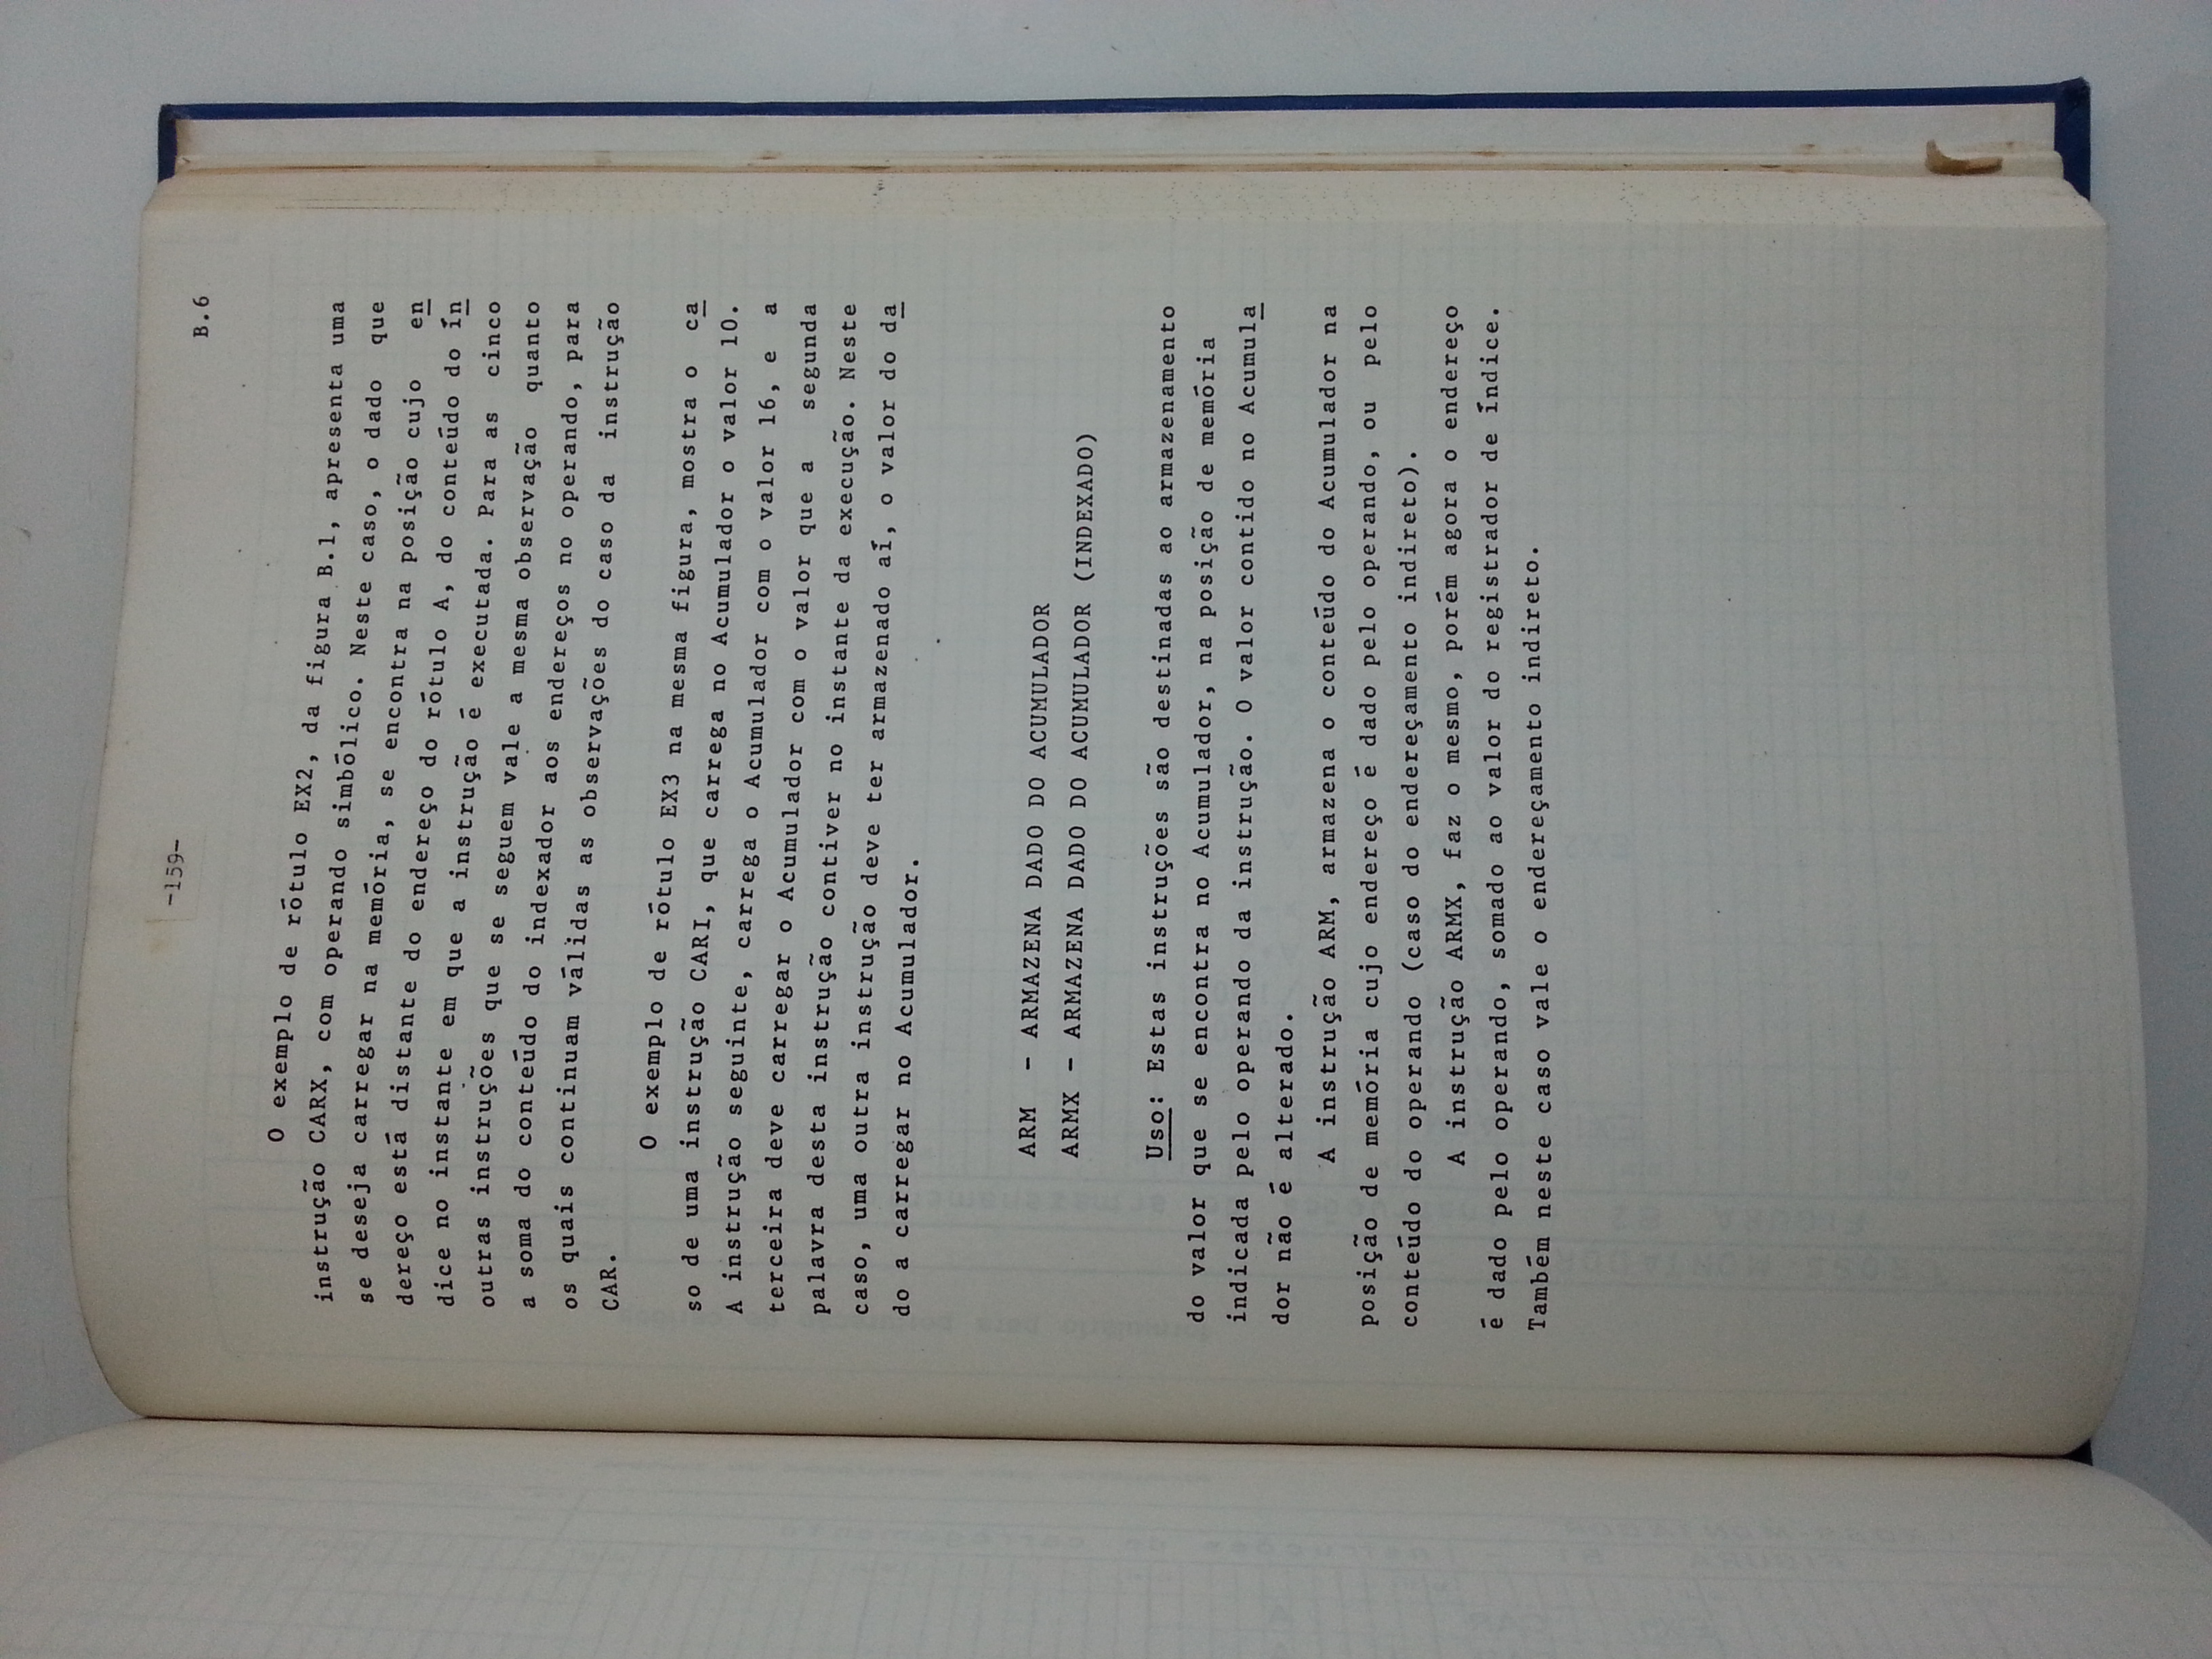 -159-
B.6
O exemplo de rótulo EX2, da figura B.1, apresenta uma
instrução CARX, com operando simbólico. Neste caso, o dado que
se deseja carregar na memória, se encontra na posição cujo en
dereço está distante do endereço do rótulo A, do conteúdo do ín
dice no instante em que a instrução é executada. Para as cinco
outras instruções que se seguem vale a mesma observação quanto
a soma do conteúdo do indexador aos endereços no operando, para
os quais continuam válidas as observações do caso da instrução
CAR.
O exemplo de rótulo EX3 na mesma figura, mostra o ca
so de uma instrução CARI, que carrega no Acumulador o valor 10.
A instrução seguinte, carrega o Acumulador com o valor 16, e a
terceira deve carregar o Acumulador com o valor que a segunda
palavra desta instrução contiver no instante da execução. Neste
caso, uma outra instrução deve ter armazenado aí, o valor do da
do a carregar no Acumulador.
ARM - ARMAZENA DADO DO ACUMULADOR
ARMX - ARMAZENA DADO DO ACUMULADOR (INDEXADO)
Uso: Estas instruções são destinadas ao armazenamento
do valor que se encontra no Acumulador, na posição de memória
indicada pelo operando da instrução. O valor contido no Acumula
dor não é alterado.
A instrução ARM, armazena o conteúdo do Acumulador na
posição de memória cujo endereço é dado pelo operando, ou pelo
conteúdo do operando (caso do endereçamento indireto).
A instrução ARMX, faz o mesmo, porém agora o endereço
é dado pelo operando, somado ao valor do registrador de índice.
Também neste caso vale o endereçamento indireto.